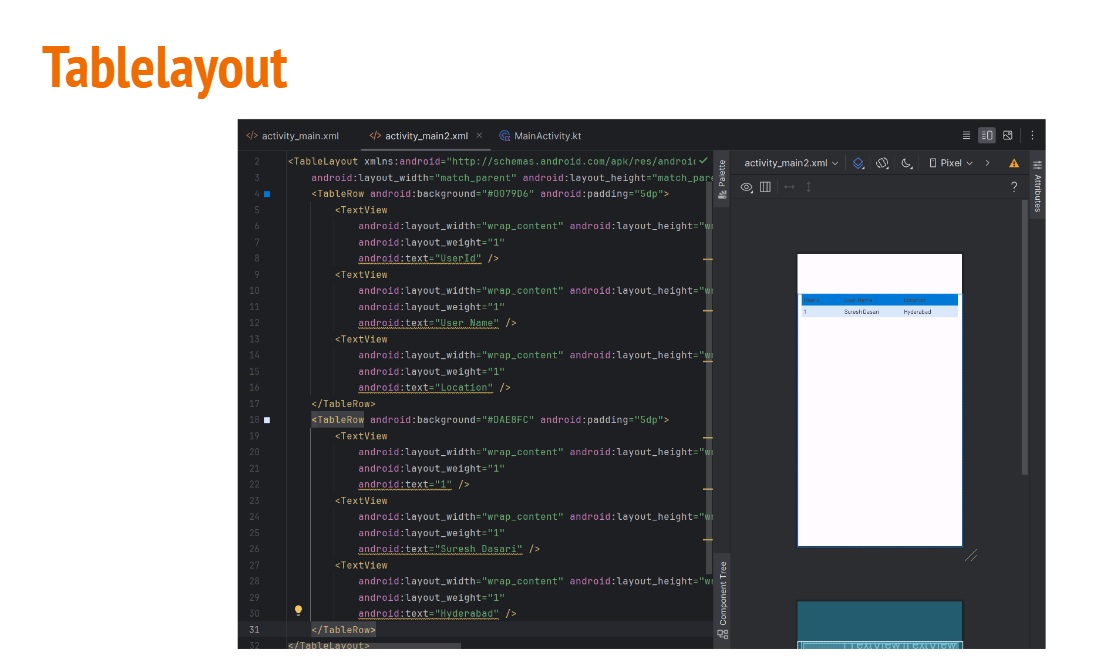 Tablelayout
activity_main.xml
activity_main2.xml
MainActivity.kt
2 <TableLayout xmlns:android="http://schemas.android.com/apk/res/androi
3 android:layout_width="match_parent" android:layout_height="match_par
4 <TableRow android:background="#0079D6" android:padding="5dp">
5 <TextView
6 android:layout_width="wrap_content" android:layout_height="w
7 android:layout_weight="1"
8 android:text="UserId" />
9 <TextView
10 android:layout_width="wrap_content" android:layout_height="w
11 android:layout_weight="1"
12 android:text="User Name" />
13 <TextView
14 android:layout_width="wrap_content" android:layout_height="w
15 android:layout_weight="1"
16 android:text="Location" />
17 </TableRow>
18 <TableRow android:background="#DAE8FC" android:padding="5dp">
19 <TextView
20 android:layout_width="wrap_content" android:layout_height="w
21 android:layout_weight="1"
22 android:text="1" />
23 <TextView
24 android:layout_width="wrap_content" android:layout_height="w
25 android:layout_weight="1"
26 android:text="Suresh Dasari" />
27 <TextView
28 android:layout_width="wrap_content" android:layout_height="w
29 android:layout_weight="1"
30 android:text="Hyderabad" />
31 </TableRow>
32 </TableLayout>
Palette
Component Tree
activity_main2.xml
Pixel
?
Attributes
User Name Location
1 Suresh Dasari Hyderabad
TextView TextView